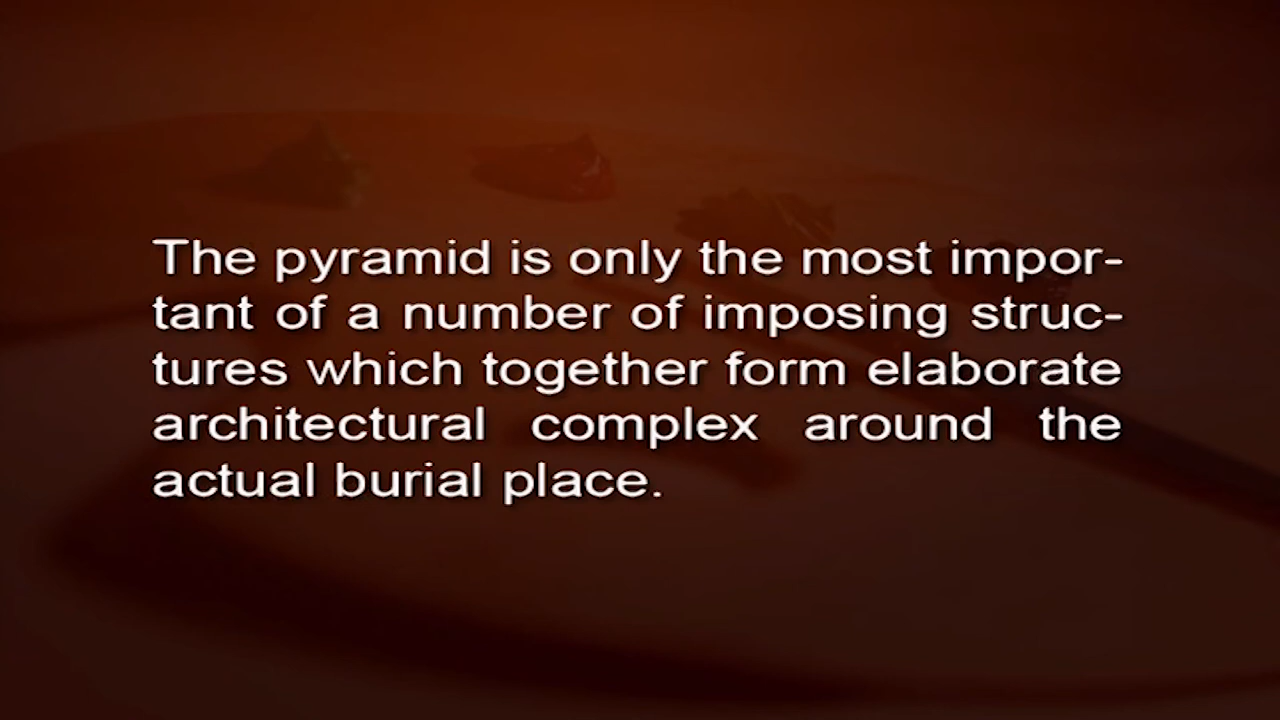 The pyramid is only the most impor-
tant of a number of imposing struc-
tures which together form elaborate
architectural complex around the
actual burial place.